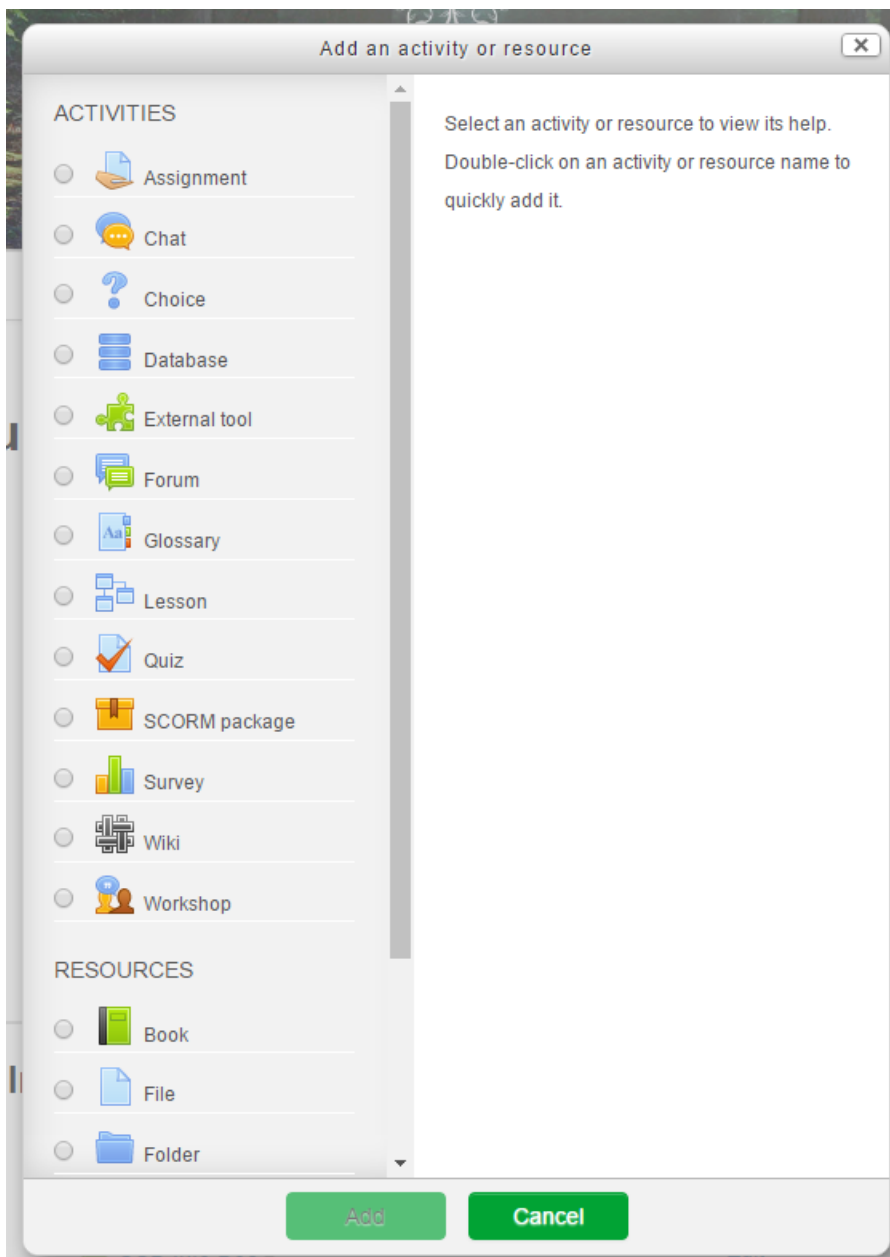 Add an activity or resource
ACTIVITIES
Assignment
Chat
Choice
Database
External tool
Forum
Glossary
Aa
Lesson
Quiz
SCORM package
Survey
Wiki
Workshop
RESOURCES
Book
File
Folder
Select an activity or resource to view its help.
Double-click on an activity or resource name to
quickly add it.
Add
Cancel